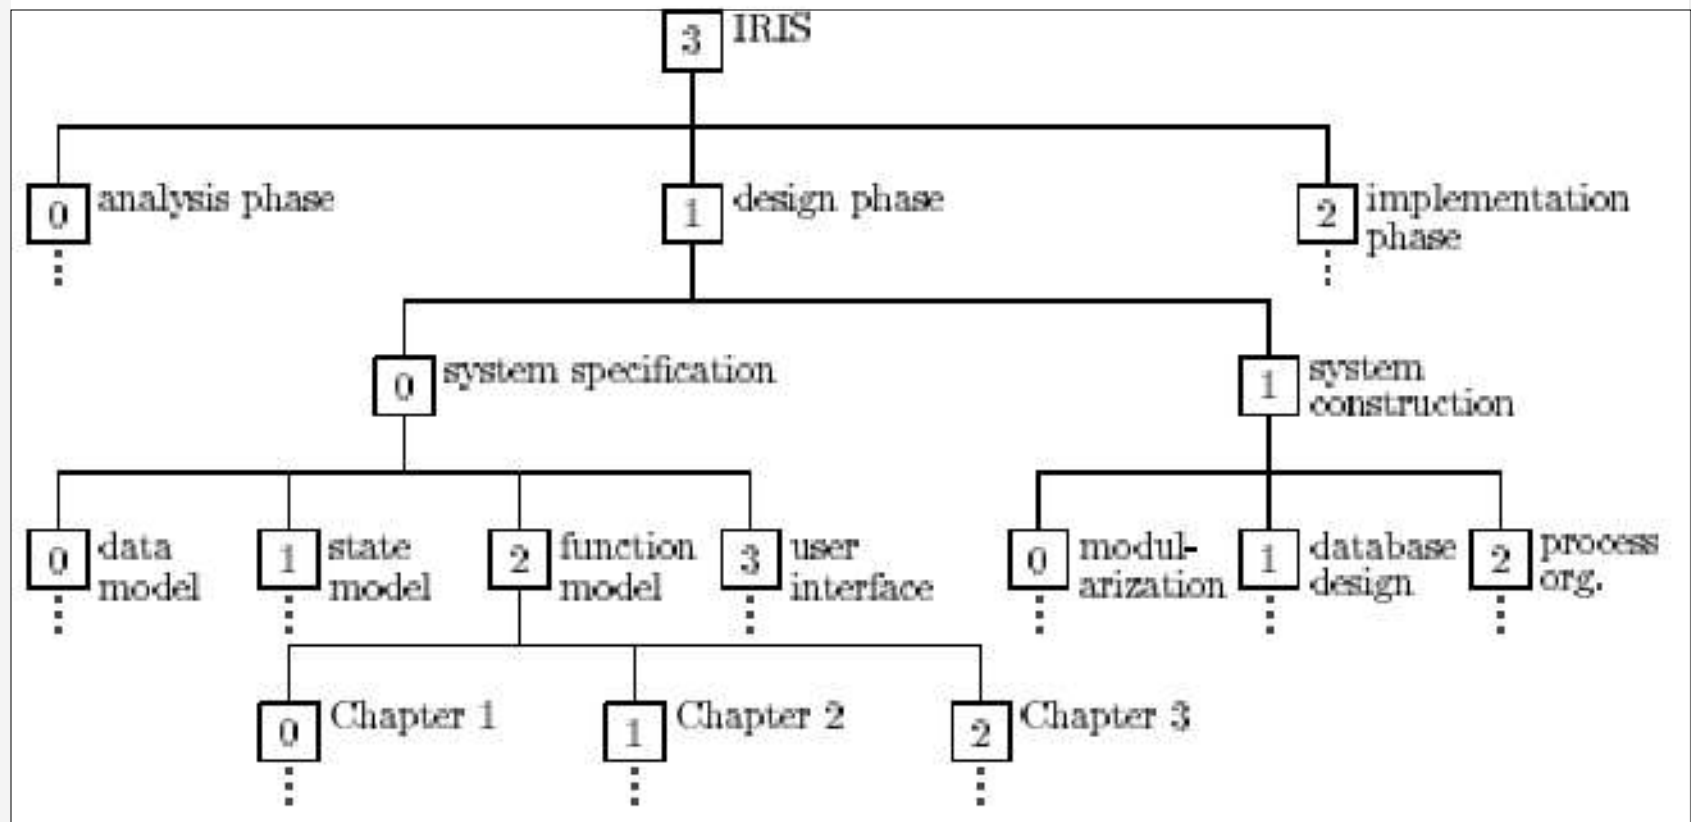 3 IRIS
0 analysis phase
1 design phase
2 implementation
phase
0 system specification
1 system
construction
0 data
model
1 state
model
2 function
model
3 user
interface
0 modul-
arization
1 database
design
2 process
org.
0 Chapter 1
1 Chapter 2
2 Chapter 3